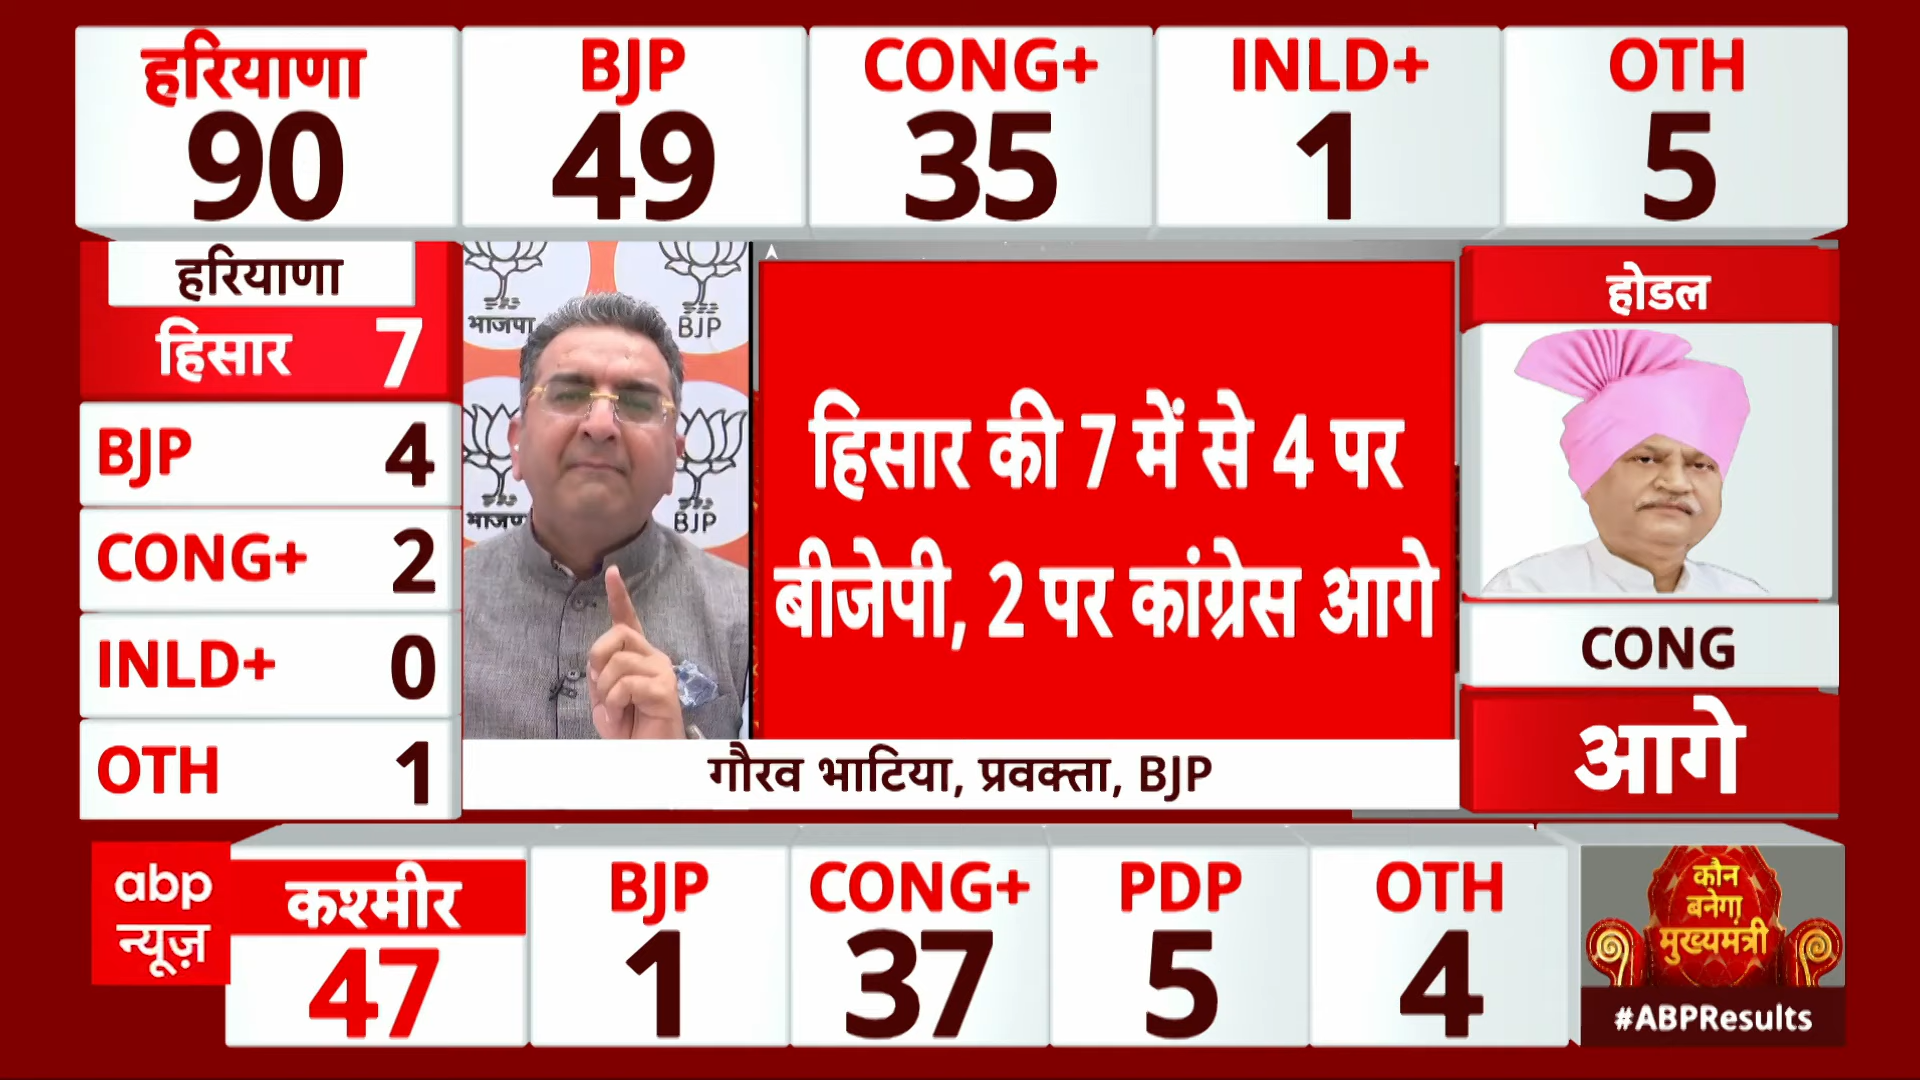 हरियाणा
90
BJP
49
CONG+
35
INLD+
1
OTH
5
हरियाणा
हिसार 7
BJP 4
CONG+ 2
INLD+ 0
OTH 1
भाजपा
BJP
भाजपा
BJP
हिसार की 7 में से 4 पर
बीजेपी, 2 पर कांग्रेस आगे
गौरव भाटिया, प्रवक्ता, BJP
होडल
CONG
आगे
abp
न्यूज़
कश्मीर
47
BJP
1
CONG+
37
PDP
5
OTH
4
कौन
बनेगा
मुख्यमंत्री
#ABPResults